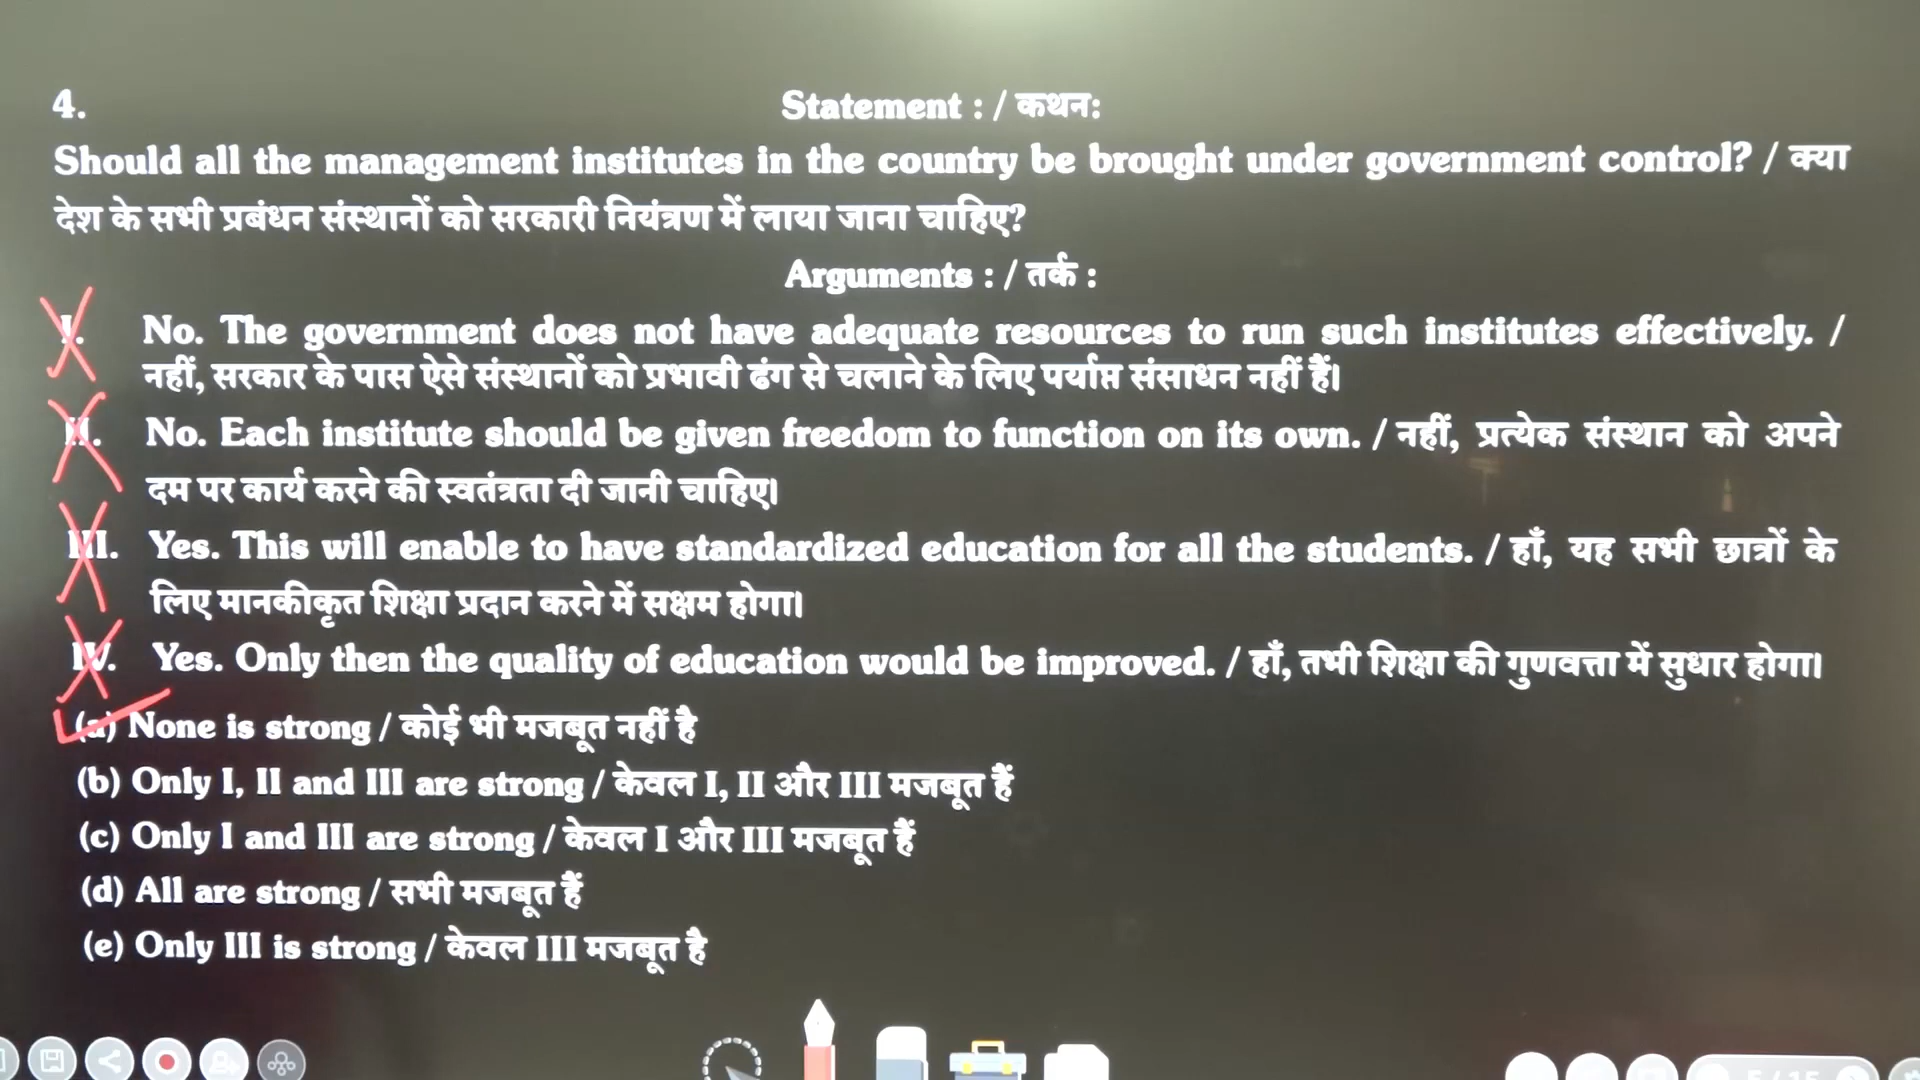 4.
Statement : / कथन:
Should all the management institutes in the country be brought under government control? / क्या
देश के सभी प्रबंधन संस्थानों को सरकारी नियंत्रण में लाया जाना चाहिए?
Arguments : / तर्क :
I. No. The government does not have adequate resources to run such institutes effectively. /
नहीं, सरकार के पास ऐसे संस्थानों को प्रभावी ढंग से चलाने के लिए पर्याप्त संसाधन नहीं हैं।
II. No. Each institute should be given freedom to function on its own. / नहीं, प्रत्येक संस्थान को अपने
दम पर कार्य करने की स्वतंत्रता दी जानी चाहिए।
III. Yes. This will enable to have standardized education for all the students. / हाँ, यह सभी छात्रों के
लिए मानकीकृत शिक्षा प्रदान करने में सक्षम होगा।
IV. Yes. Only then the quality of education would be improved. / हाँ, तभी शिक्षा की गुणवत्ता में सुधार होगा।
(a) None is strong / कोई भी मजबूत नहीं है
(b) Only I, II and III are strong / केवल I, II और III मजबूत हैं
(c) Only I and III are strong / केवल I और III मजबूत हैं
(d) All are strong / सभी मजबूत हैं
(e) Only III is strong / केवल III मजबूत है